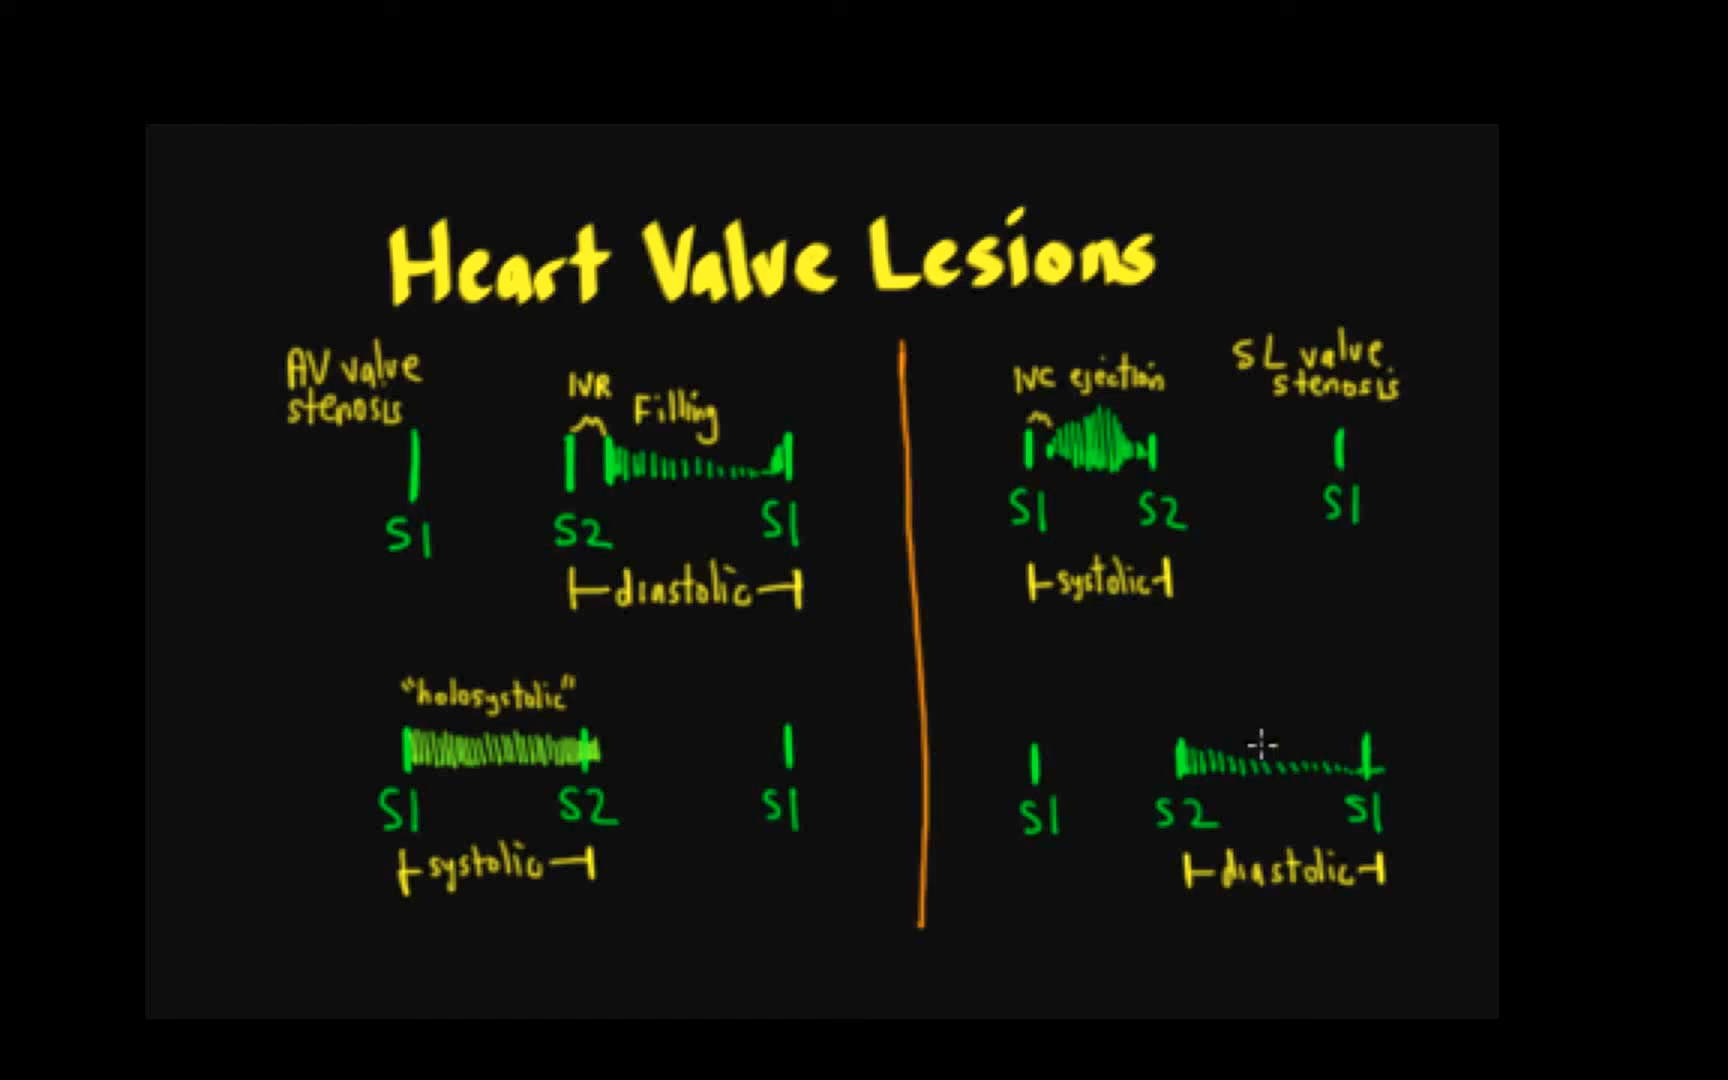 Heart Valve Lesions
AV valve
stenosis
IVR
Filling
S1
S2
S1
diastolic
IVC ejection
SL valve
stenosis
S1
S2
S1
systolic
"holosystolic"
S1
S2
S1
systolic
S1
S2
S1
diastolic